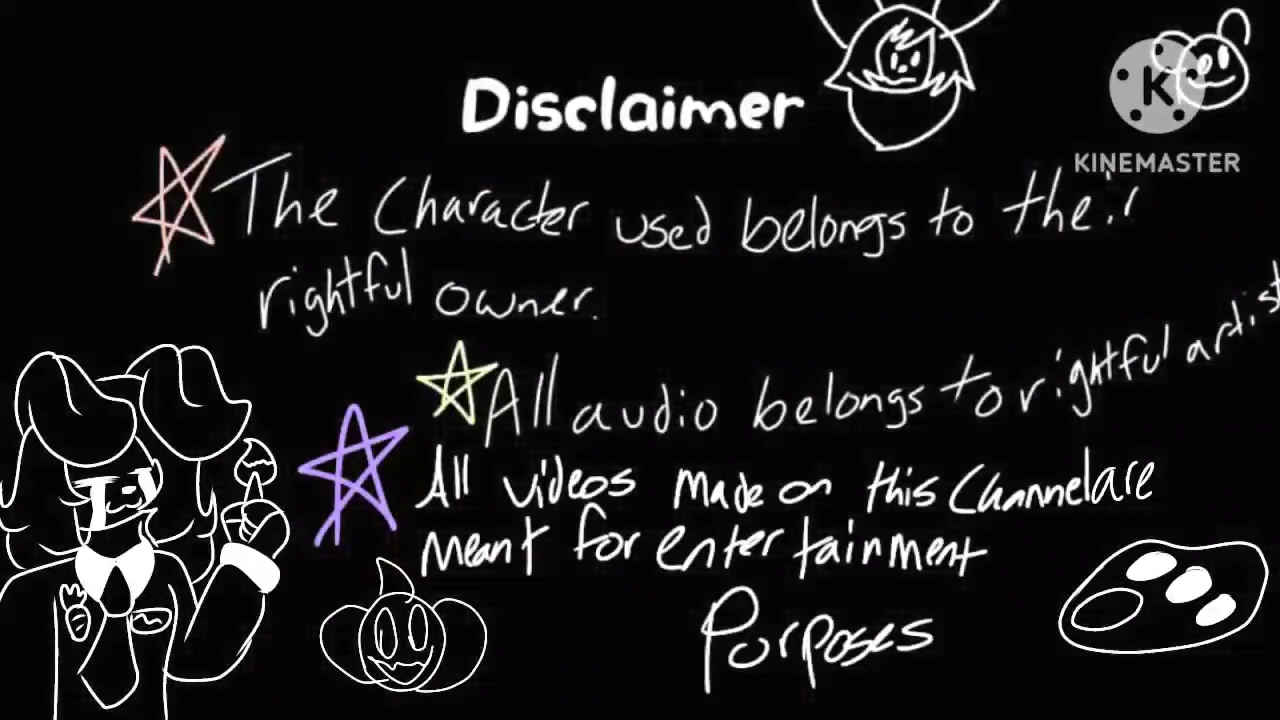 Disclaimer
K
KINEMASTER
The Character used belongs to their
rightful owner.
All audio belongs to rightful artist
All videos made on this Channel are
meant for entertainment
Purposes